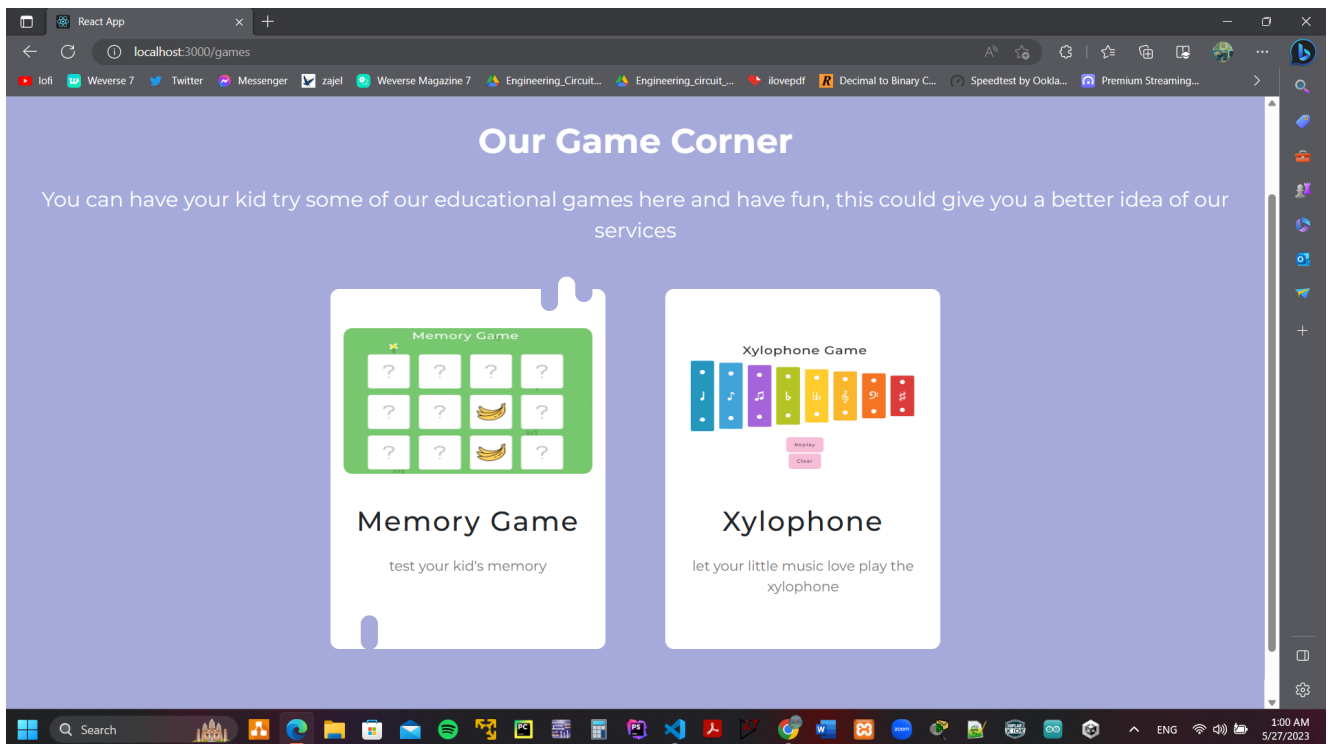 React App
localhost:3000/games
lofi Weverse 7 Twitter Messenger zajel Weverse Magazine 7 Engineering_Circuit... Engineering_circuit_... ilovepdf Decimal to Binary C... Speedtest by Ookla... Premium Streaming...
Our Game Corner
You can have your kid try some of our educational games here and have fun, this could give you a better idea of our
services
Memory Game
? ? ? ?
? ? ?
? ? ?
Memory Game
test your kid's memory
Xylophone Game
Replay
Clear
Xylophone
let your little music love play the
xylophone
Search
ENG
1:00 AM
5/27/2023